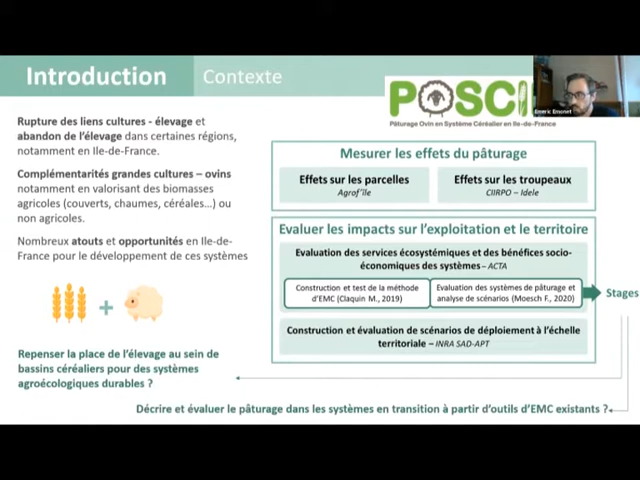 Introduction
Contexte
POSCI
Pâturage Ovin en Système Céréalier en Ile-de-France
Emeric Emonet
Rupture des liens cultures - élevage et
abandon de l'élevage dans certaines régions,
notamment en Ile-de-France.
Complémentarités grandes cultures – ovins
notamment en valorisant des biomasses
agricoles (couverts, chaumes, céréales...) ou
non agricoles.
Nombreux atouts et opportunités en Ile-de-
France pour le développement de ces systèmes
+
Repenser la place de l'élevage au sein de
bassins céréaliers pour des systèmes
agroécologiques durables ?
Mesurer les effets du pâturage
Effets sur les parcelles
Agrof'île
Effets sur les troupeaux
CIIRPO – Idele
Evaluer les impacts sur l'exploitation et le territoire
Evaluation des services écosystémiques et des bénéfices socio-
économiques des systèmes – ACTA
Construction et test de la méthode
d'EMC (Claquin M., 2019)
Evaluation des systèmes de pâturage et
analyse de scénarios (Moesch F., 2020)
Stages
Construction et évaluation de scénarios de déploiement à l'échelle
territoriale – INRA SAD-APT
Décrire et évaluer le pâturage dans les systèmes en transition à partir d'outils d'EMC existants ?